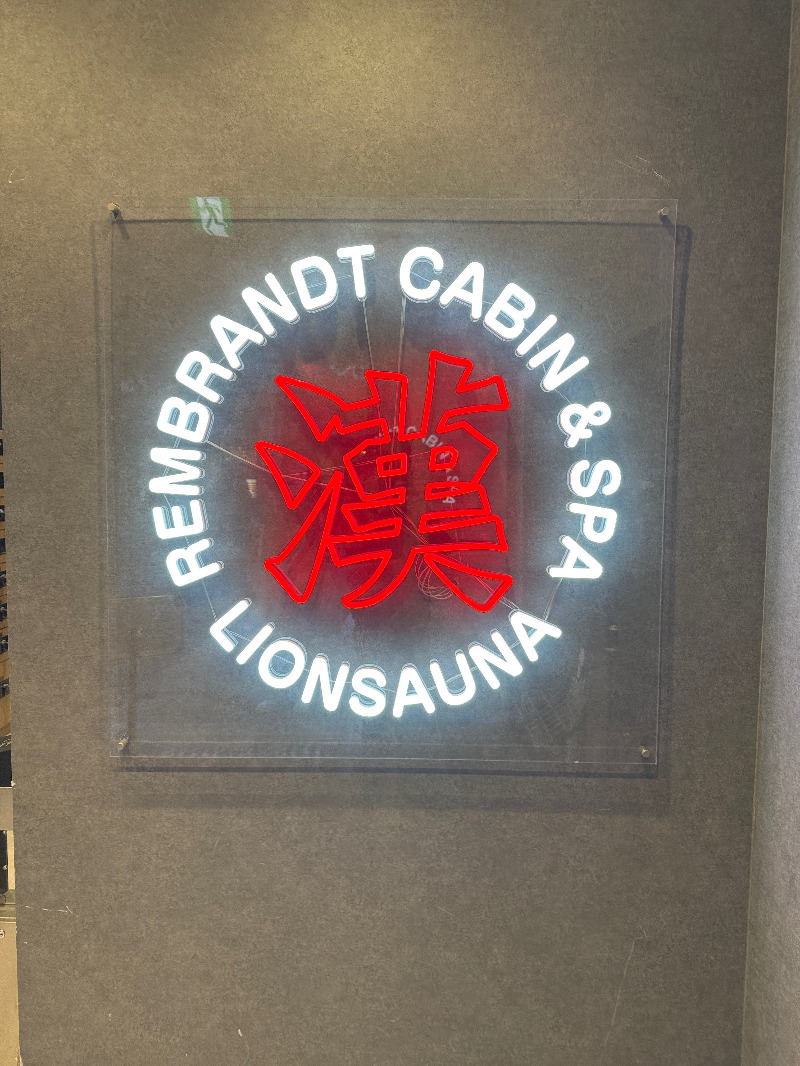 REMBRANDT CABIN & SPA
漢
LIONSAUNA